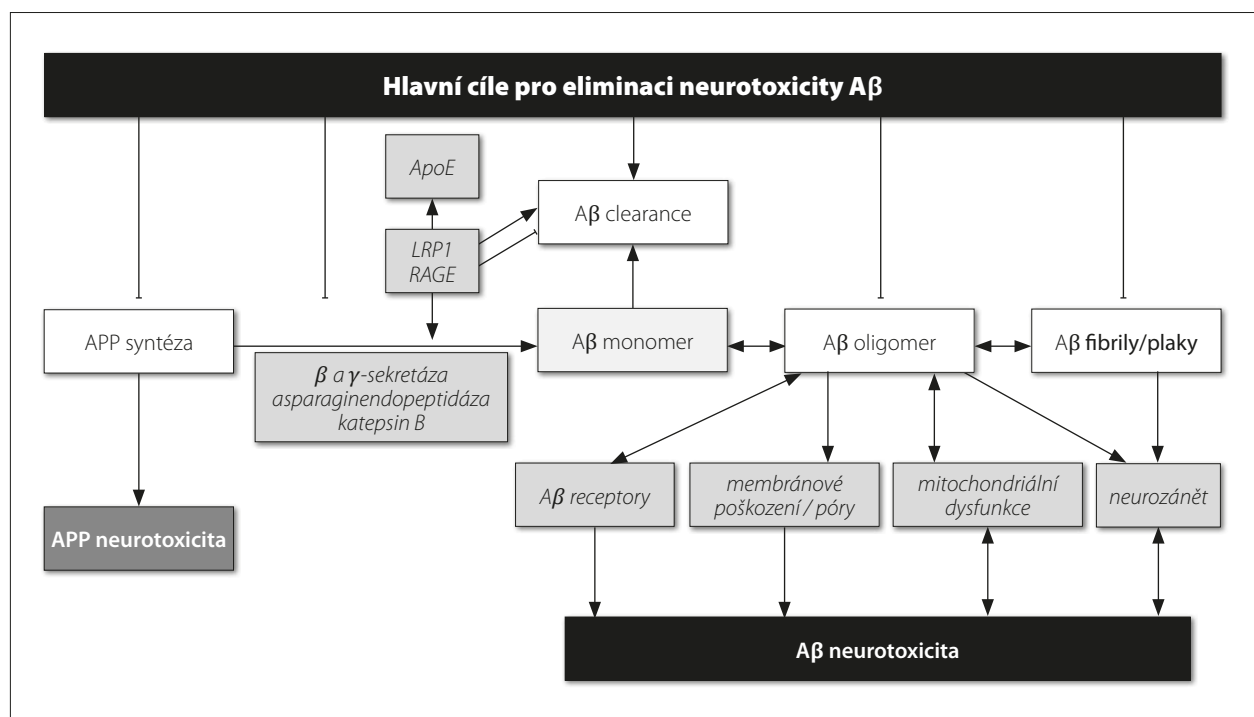 Hlavní cíle pro eliminaci neurotoxicity Aβ
ApoE
Aβ clearance
LRP1
RAGE
APP syntéza
Aβ monomer
Aβ oligomer
Aβ fibrily/plaky
β a γ-sekretáza
asparaginendopeptidáza
katepsin B
Aβ receptory
membránové
poškození / póry
mitochondriální
dysfunkce
neurozánět
APP neurotoxicita
Aβ neurotoxicita